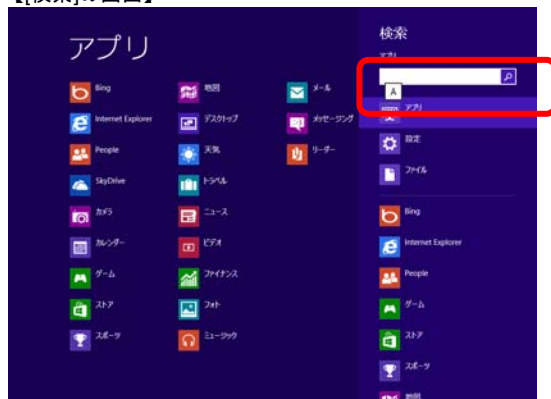 【[検索]の画面】
アプリ
Bing
Internet Explorer
People
SkyDrive
カメラ
カレンダー
ゲーム
ストア
スポーツ
地図
デスクトップ
天気
トラベル
ニュース
ビデオ
ファイナンス
フォト
ミュージック
メール
メッセージング
リーダー
検索
アプリ
A
アプリ
設定
ファイル
Bing
Internet Explorer
People
ゲーム
ストア
スポーツ
地図